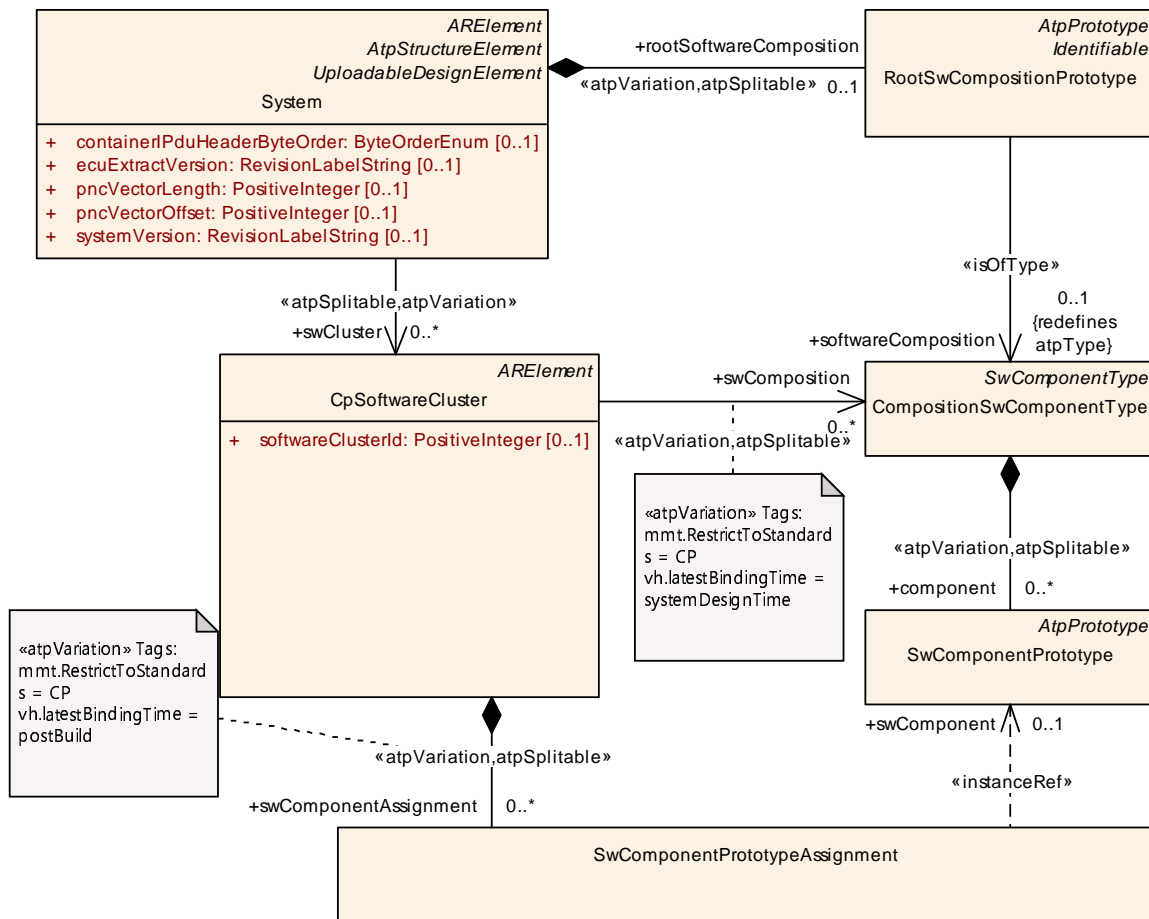 ARElement
AtpStructureElement
UploadableDesignElement
System
+ containerIPduHeaderByteOrder: ByteOrderEnum [0..1]
+ ecuExtractVersion: RevisionLabelString [0..1]
+ pncVectorLength: PositiveInteger [0..1]
+ pncVectorOffset: PositiveInteger [0..1]
+ systemVersion: RevisionLabelString [0..1]
+rootSoftwareComposition
«atpVariation,atpSplitable»
0..1
AtpPrototype
Identifiable
RootSwCompositionPrototype
«isOfType»
0..1
{redefines
atpType}
+softwareComposition
«atpSplitable,atpVariation»
+swCluster
0..*
ARElement
CpSoftwareCluster
+ softwareClusterId: PositiveInteger [0..1]
+swComposition
0..*
«atpVariation,atpSplitable»
SwComponentType
CompositionSwComponentType
«atpVariation» Tags:
mmt.RestrictToStandard
s = CP
vh.latestBindingTime =
systemDesignTime
«atpVariation,atpSplitable»
+component
0..*
AtpPrototype
SwComponentPrototype
«atpVariation» Tags:
mmt.RestrictToStandard
s = CP
vh.latestBindingTime =
postBuild
+swComponent
0..1
«atpVariation,atpSplitable»
«instanceRef»
+swComponentAssignment
0..*
SwComponentPrototypeAssignment